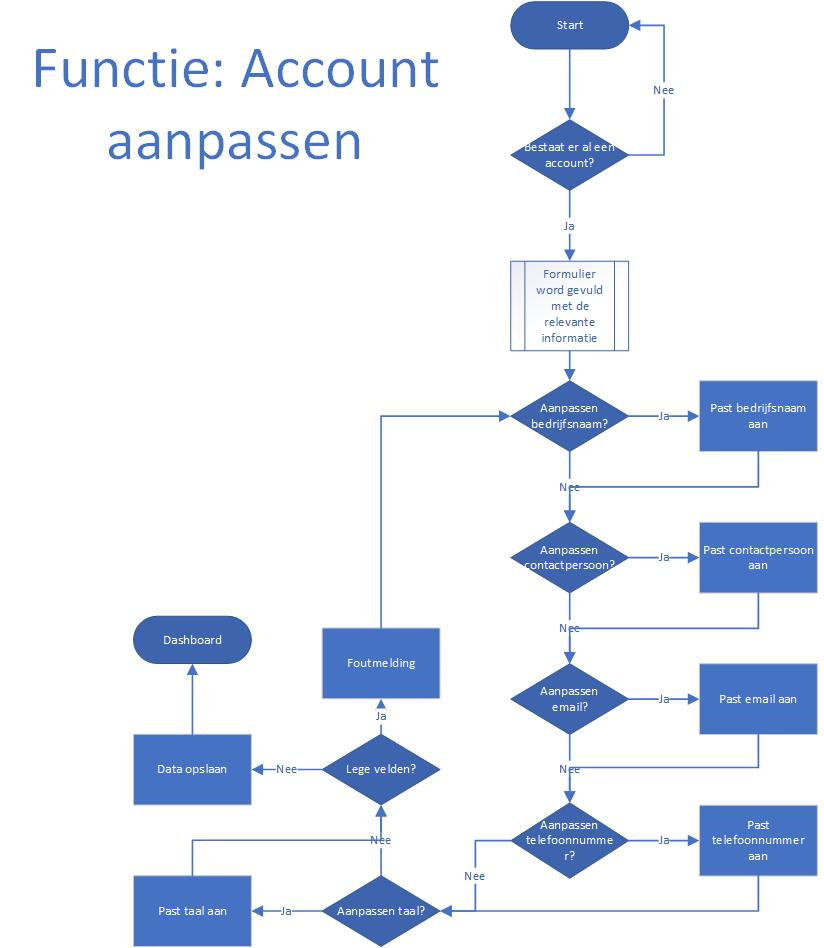 Functie: Account
aanpassen
Start
Nee
Bestaat er al een
account?
Ja
Formulier
word gevuld
met de
relevante
informatie
Aanpassen
bedrijfsnaam?
Ja
Past bedrijfsnaam
aan
Nee
Aanpassen
contactpersoon?
Ja
Past contactpersoon
aan
Nee
Aanpassen
email?
Ja
Past email aan
Nee
Aanpassen
telefoonnumme
r?
Ja
Past
telefoonnummer
aan
Nee
Aanpassen taal?
Ja
Past taal aan
Nee
Lege velden?
Ja
Foutmelding
Nee
Data opslaan
Dashboard